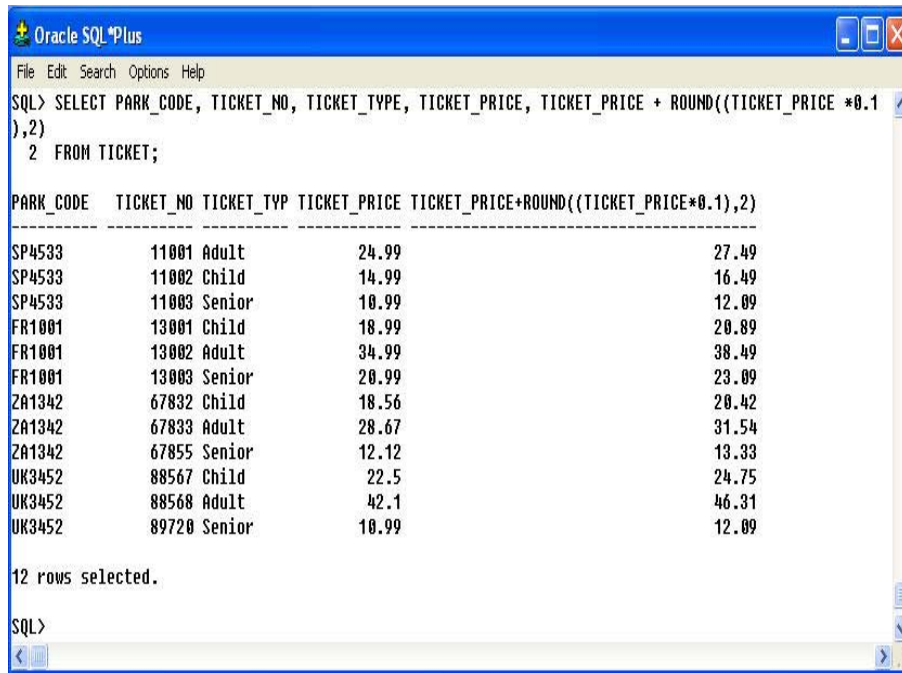 Oracle SQL*Plus
File Edit Search Options Help
SQL> SELECT PARK_CODE, TICKET_NO, TICKET_TYPE, TICKET_PRICE, TICKET_PRICE + ROUND((TICKET_PRICE *0.1
),2)
2 FROM TICKET;
PARK_CODE TICKET_NO TICKET_TYP TICKET_PRICE TICKET_PRICE+ROUND((TICKET_PRICE*0.1),2)
---------- ---------- ---------- ------------ ----------------------------------------
SP4533 11001 Adult 24.99 27.49
SP4533 11002 Child 14.99 16.49
SP4533 11003 Senior 10.99 12.09
FR1001 13001 Child 18.99 20.89
FR1001 13002 Adult 34.99 38.49
FR1001 13003 Senior 20.99 23.09
ZA1342 67832 Child 18.56 20.42
ZA1342 67833 Adult 28.67 31.54
ZA1342 67855 Senior 12.12 13.33
UK3452 88567 Child 22.5 24.75
UK3452 88568 Adult 42.1 46.31
UK3452 89720 Senior 10.99 12.09
12 rows selected.
SQL>